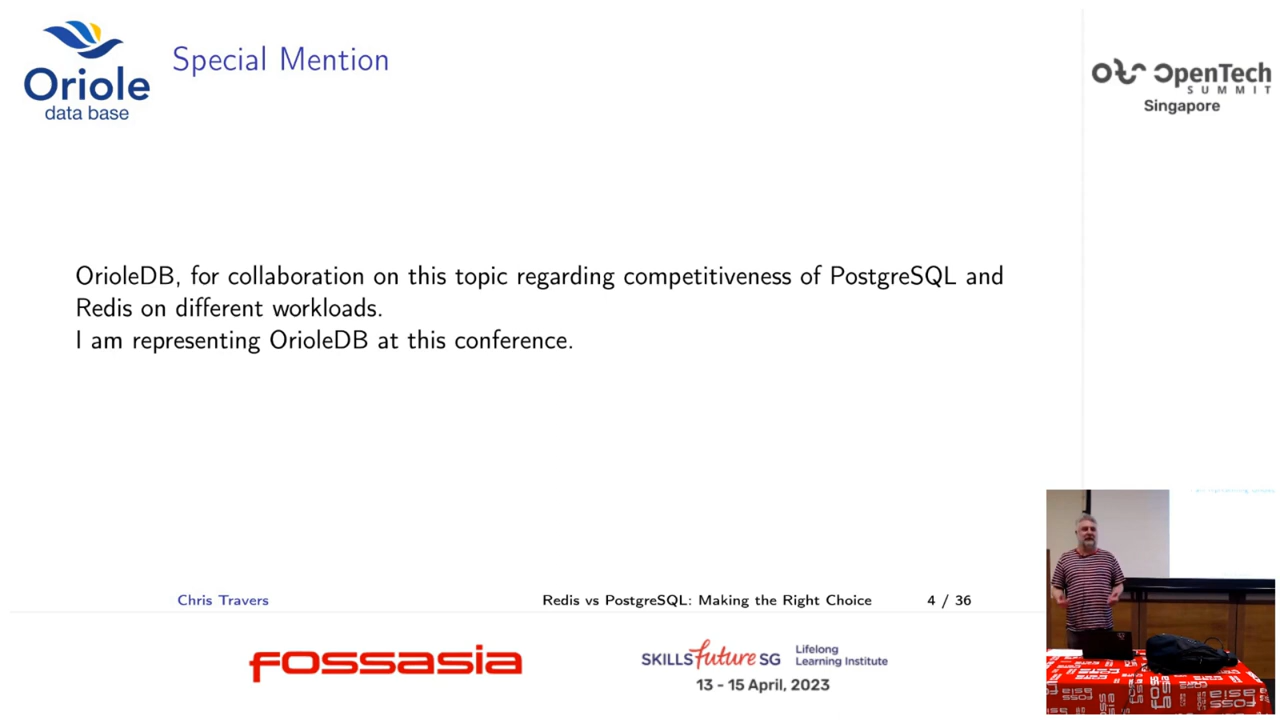 Oriole
data base
Special Mention
OpenTech
SUMMIT
Singapore
OrioleDB, for collaboration on this topic regarding competitiveness of PostgreSQL and
Redis on different workloads.
I am representing OrioleDB at this conference.
Chris Travers
Redis vs PostgreSQL: Making the Right Choice
4 / 36
fossasia
SKILLS future SG
Lifelong
Learning Institute
13 - 15 April, 2023